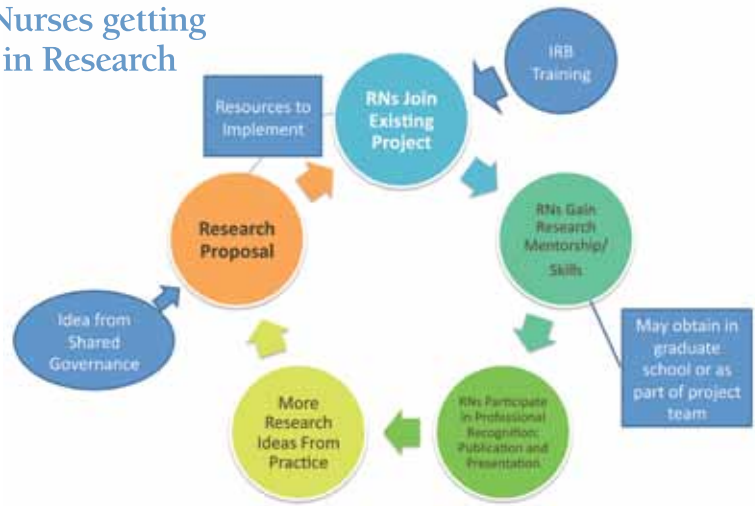 Nurses getting
in Research
IRB
Training
RNs Join
Existing
Project
Resources to
Implement
RNs Gain
Research
Mentorship/
Skills
Research
Proposal
Idea from
Shared
Governance
May obtain in
graduate
school or as
part of project
team
More
Research
Ideas From
Practice
RNs Participate
in Professional
Recognition:
Publication and
Presentation